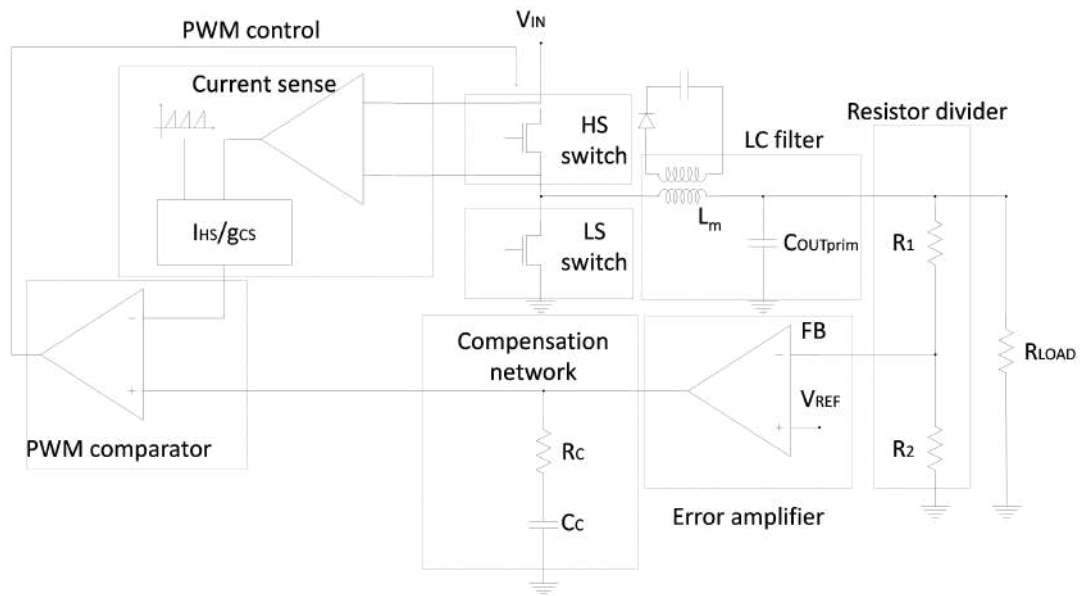 PWM control
VIN
Current sense
HS
switch
LC filter
Resistor divider
IHS/gCS
LS
switch
Lm
COUTprim
R1
Compensation
network
FB
RLOAD
VREF
PWM comparator
RC
R2
CC
Error amplifier